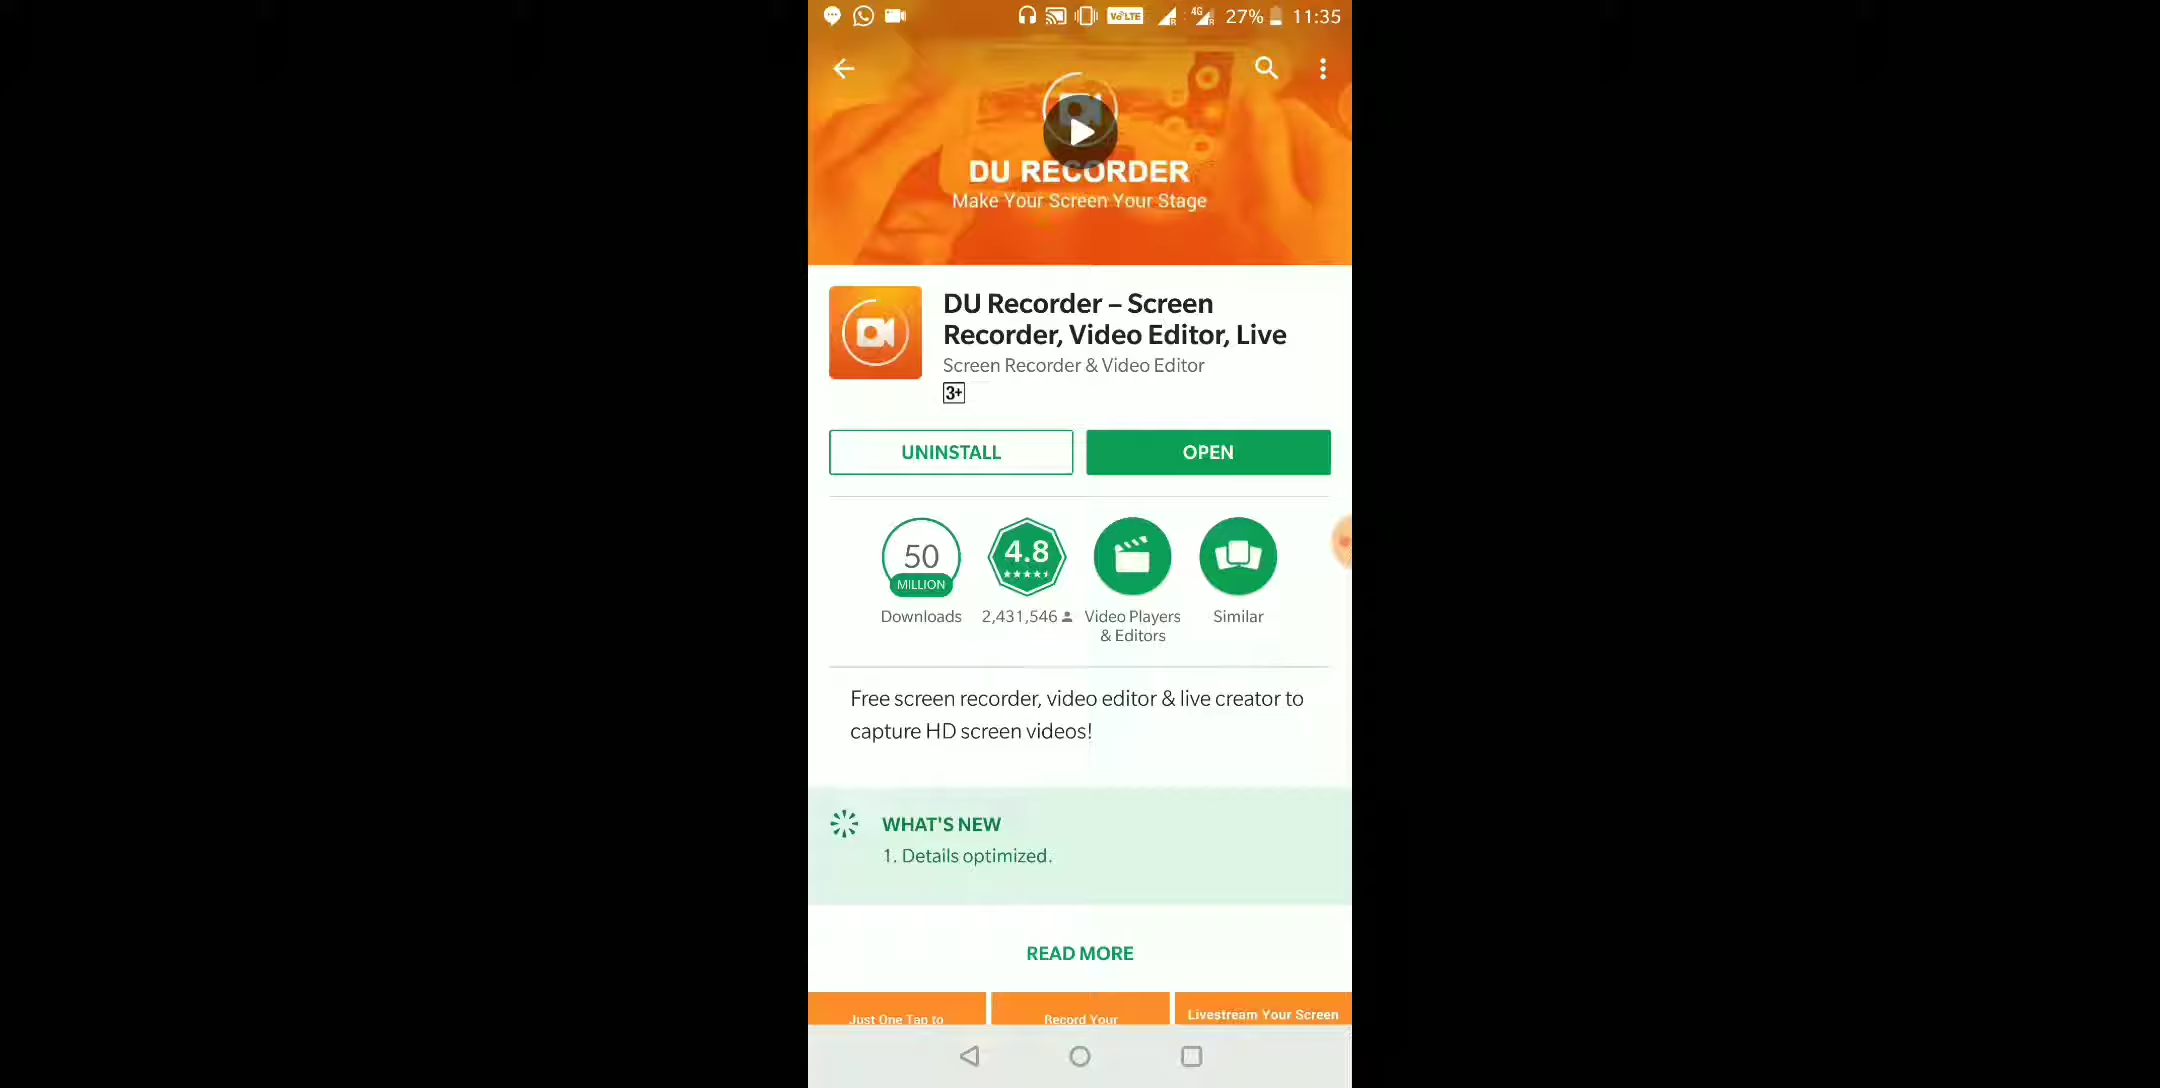 VoLTE 4G R R 27% 11:35
DU RECORDER
Make Your Screen Your Stage
DU Recorder – Screen
Recorder, Video Editor, Live
Screen Recorder & Video Editor
3+
UNINSTALL
OPEN
50
MILLION
Downloads
4.8
2,431,546
Video Players
& Editors
Similar
Free screen recorder, video editor & live creator to
capture HD screen videos!
WHAT'S NEW
1. Details optimized.
READ MORE
Just One Tap to
Record Your
Livestream Your Screen